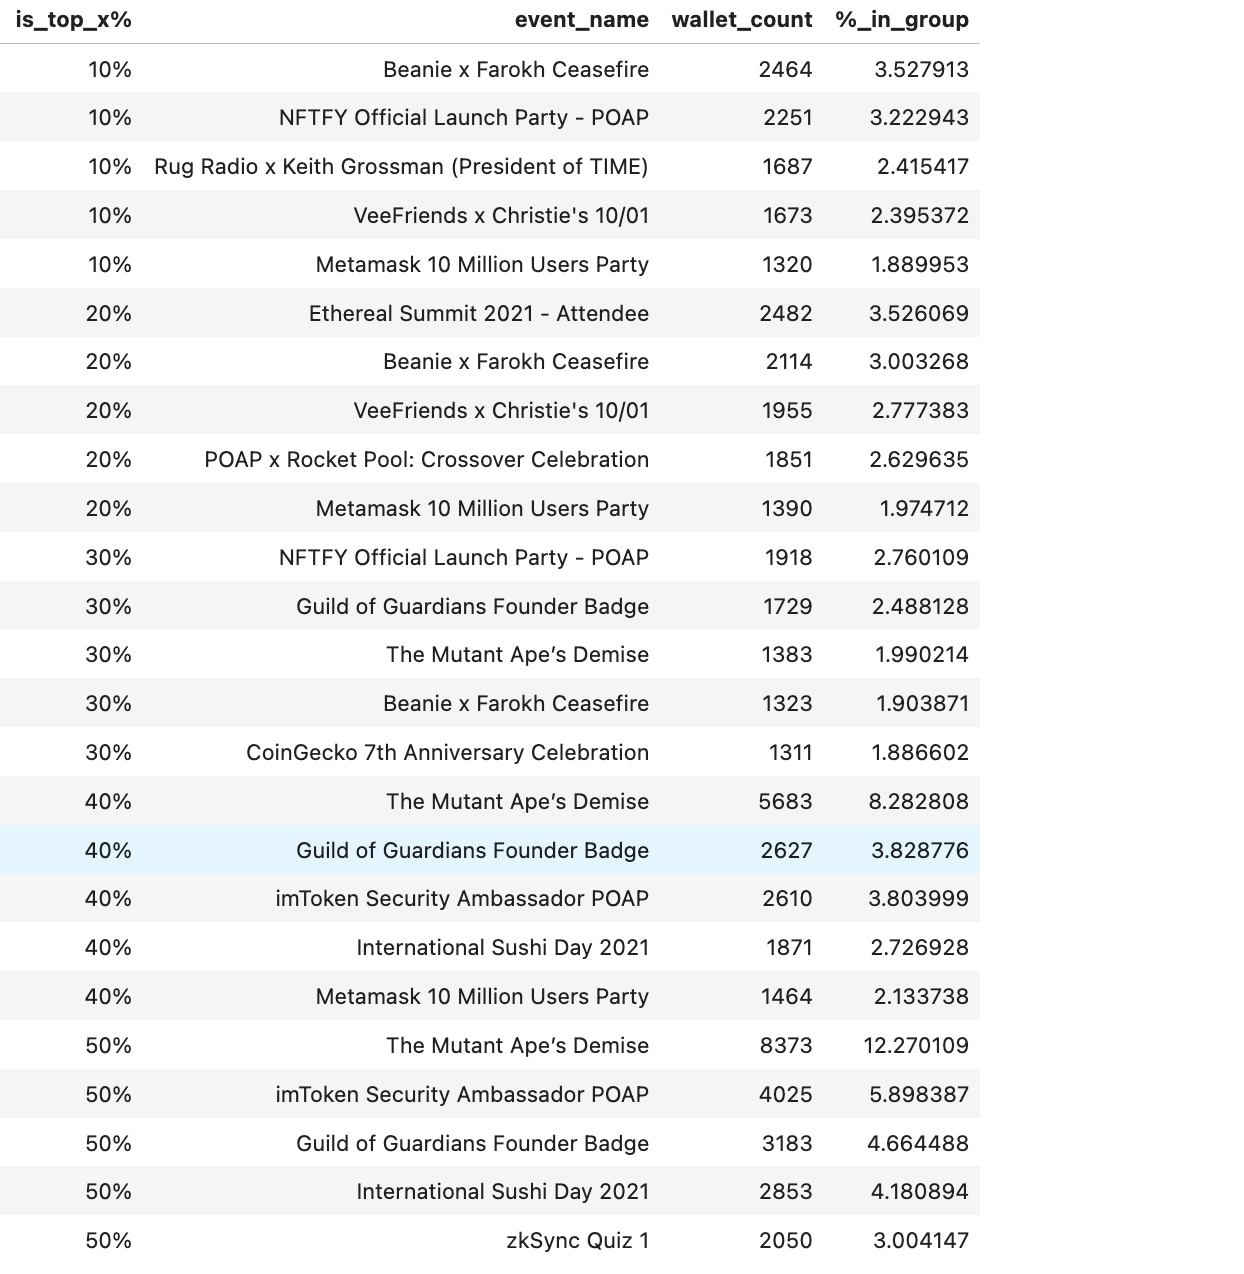 is_top_x% event_name wallet_count %_in_group
10% Beanie x Farokh Ceasefire 2464 3.527913
10% NFTFY Official Launch Party - POAP 2251 3.222943
10% Rug Radio x Keith Grossman (President of TIME) 1687 2.415417
10% VeeFriends x Christie's 10/01 1673 2.395372
10% Metamask 10 Million Users Party 1320 1.889953
20% Ethereal Summit 2021 - Attendee 2482 3.526069
20% Beanie x Farokh Ceasefire 2114 3.003268
20% VeeFriends x Christie's 10/01 1955 2.777383
20% POAP x Rocket Pool: Crossover Celebration 1851 2.629635
20% Metamask 10 Million Users Party 1390 1.974712
30% NFTFY Official Launch Party - POAP 1918 2.760109
30% Guild of Guardians Founder Badge 1729 2.488128
30% The Mutant Ape’s Demise 1383 1.990214
30% Beanie x Farokh Ceasefire 1323 1.903871
30% CoinGecko 7th Anniversary Celebration 1311 1.886602
40% The Mutant Ape’s Demise 5683 8.282808
40% Guild of Guardians Founder Badge 2627 3.828776
40% imToken Security Ambassador POAP 2610 3.803999
40% International Sushi Day 2021 1871 2.726928
40% Metamask 10 Million Users Party 1464 2.133738
50% The Mutant Ape’s Demise 8373 12.270109
50% imToken Security Ambassador POAP 4025 5.898387
50% Guild of Guardians Founder Badge 3183 4.664488
50% International Sushi Day 2021 2853 4.180894
50% zkSync Quiz 1 2050 3.004147